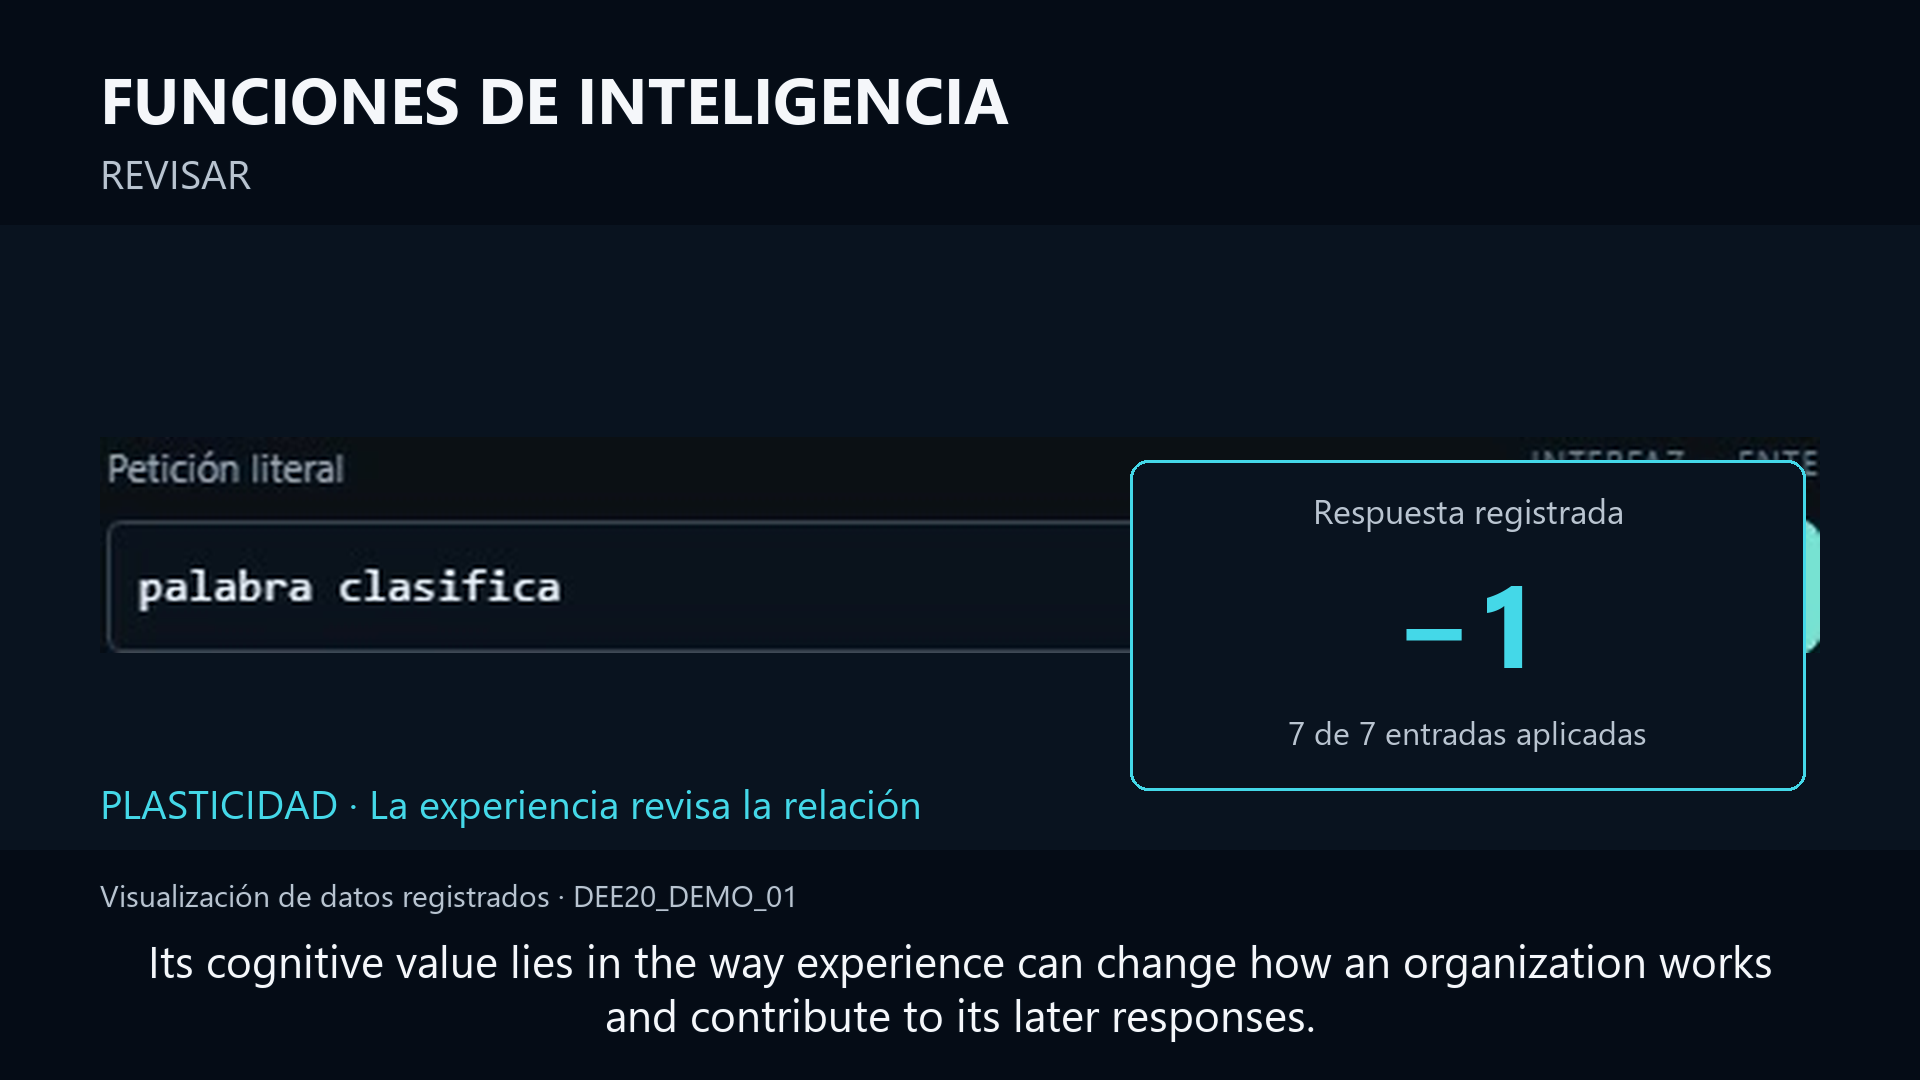 FUNCIONES DE INTELIGENCIA
REVISAR
Petición literal
palabra clasifica
Respuesta registrada
–1
7 de 7 entradas aplicadas
PLASTICIDAD · La experiencia revisa la relación
Visualización de datos registrados · DEE20_DEMO_01
Its cognitive value lies in the way experience can change how an organization works
and contribute to its later responses.